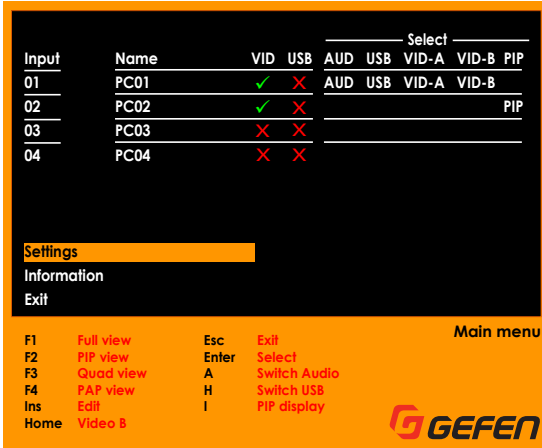 Select
Input Name VID USB AUD USB VID-A VID-B PIP
01 PC01 ✓ X AUD USB VID-A VID-B
02 PC02 ✓ X PIP
03 PC03 X X
04 PC04 X X
Settings
Information
Exit
Main menu
F1 Full view Esc Exit
F2 PIP view Enter Select
F3 Quad view A Switch Audio
F4 PAP view H Switch USB
Ins Edit I PIP display
Home Video B
GEFEN